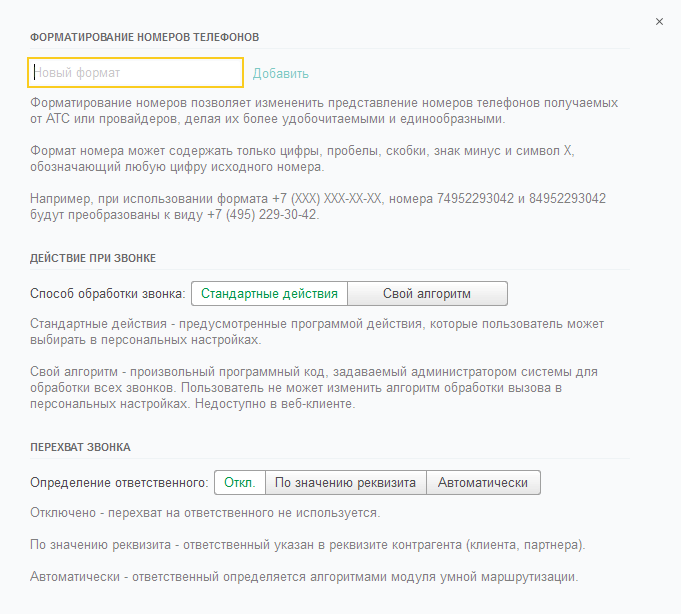 ×
ФОРМАТИРОВАНИЕ НОМЕРОВ ТЕЛЕФОНОВ
Новый формат Добавить
Форматирование номеров позволяет измененить представление номеров телефонов получаемых
от АТС или провайдеров, делая их более удобочитаемыми и единообразными.
Формат номера может содержать только цифры, пробелы, скобки, знак минус и символ X,
обозначающий любую цифру исходного номера.
Например, при использовании формата +7 (XXX) XXX-XX-XX, номера 74952293042 и 84952293042
будут преобразованы к виду +7 (495) 229-30-42.
ДЕЙСТВИЕ ПРИ ЗВОНКЕ
Способ обработки звонка: Стандартные действия Свой алгоритм
Стандартные действия - предусмотренные программой действия, которые пользователь может
выбирать в персональных настройках.
Свой алгоритм - произвольный программный код, задаваемый администратором системы для
обработки всех звонков. Пользователь не может изменить алгоритм обработки вызова в
персональных настройках. Недоступно в веб-клиенте.
ПЕРЕХВАТ ЗВОНКА
Определение ответственного: Откл. По значению реквизита Автоматически
Отключено - перехват на ответственного не используется.
По значению реквизита - ответственный указан в реквизите контрагента (клиента, партнера).
Автоматически - ответственный определяется алгоритмами модуля умной маршрутизации.